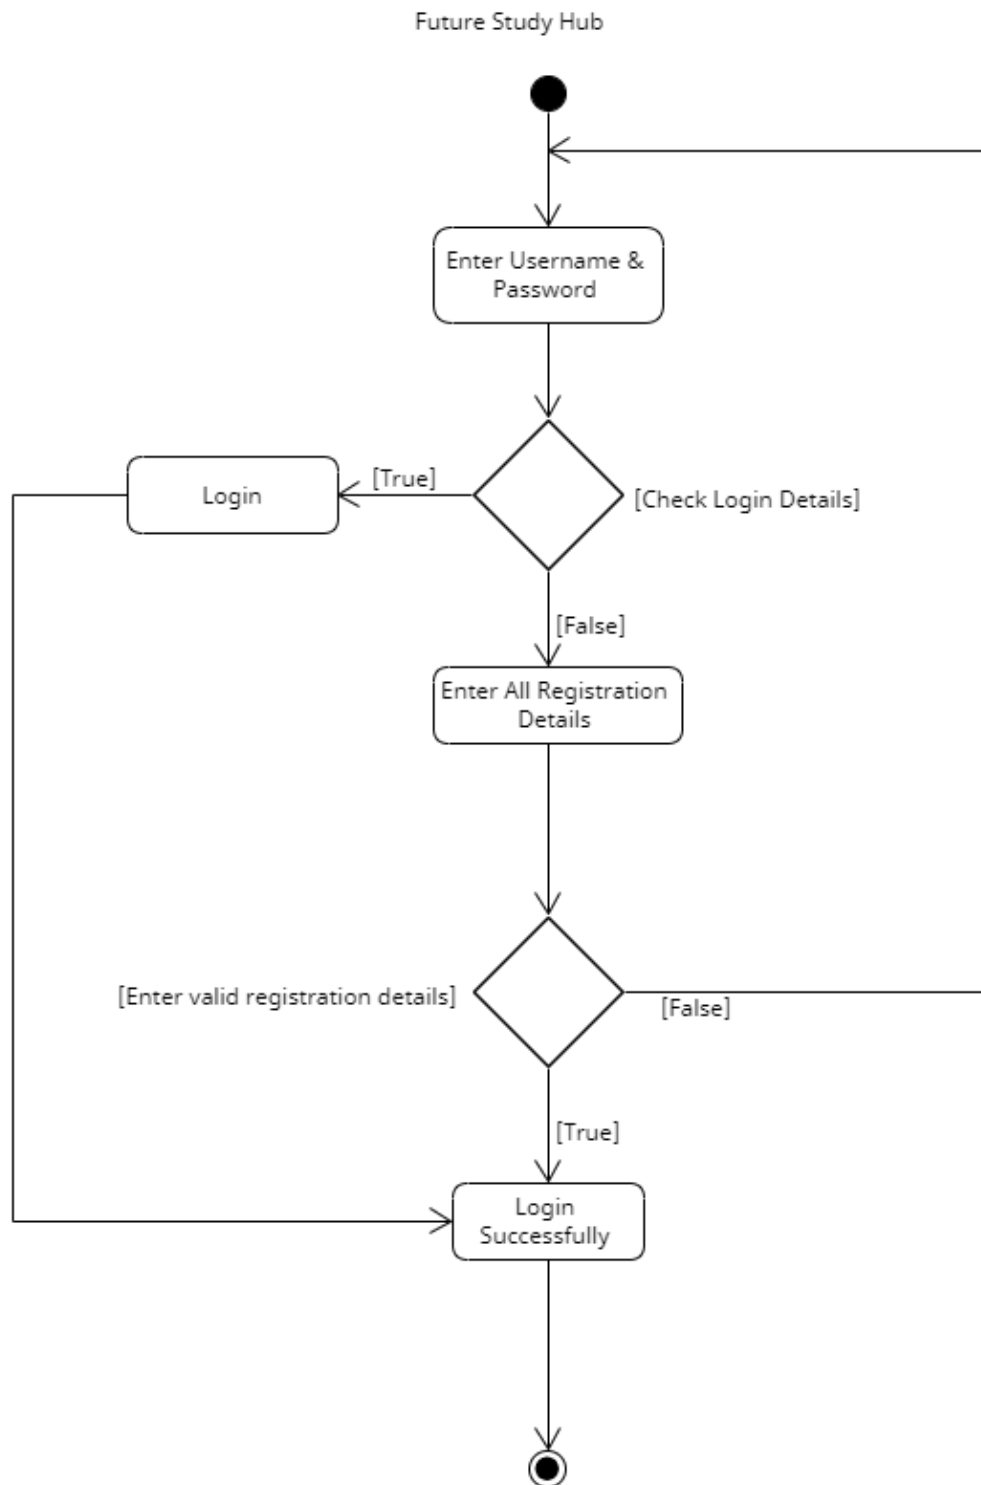 Future Study Hub
Enter Username &
Password
[True]
Login
[Check Login Details]
[False]
Enter All Registration
Details
[Enter valid registration details]
[False]
[True]
Login
Successfully